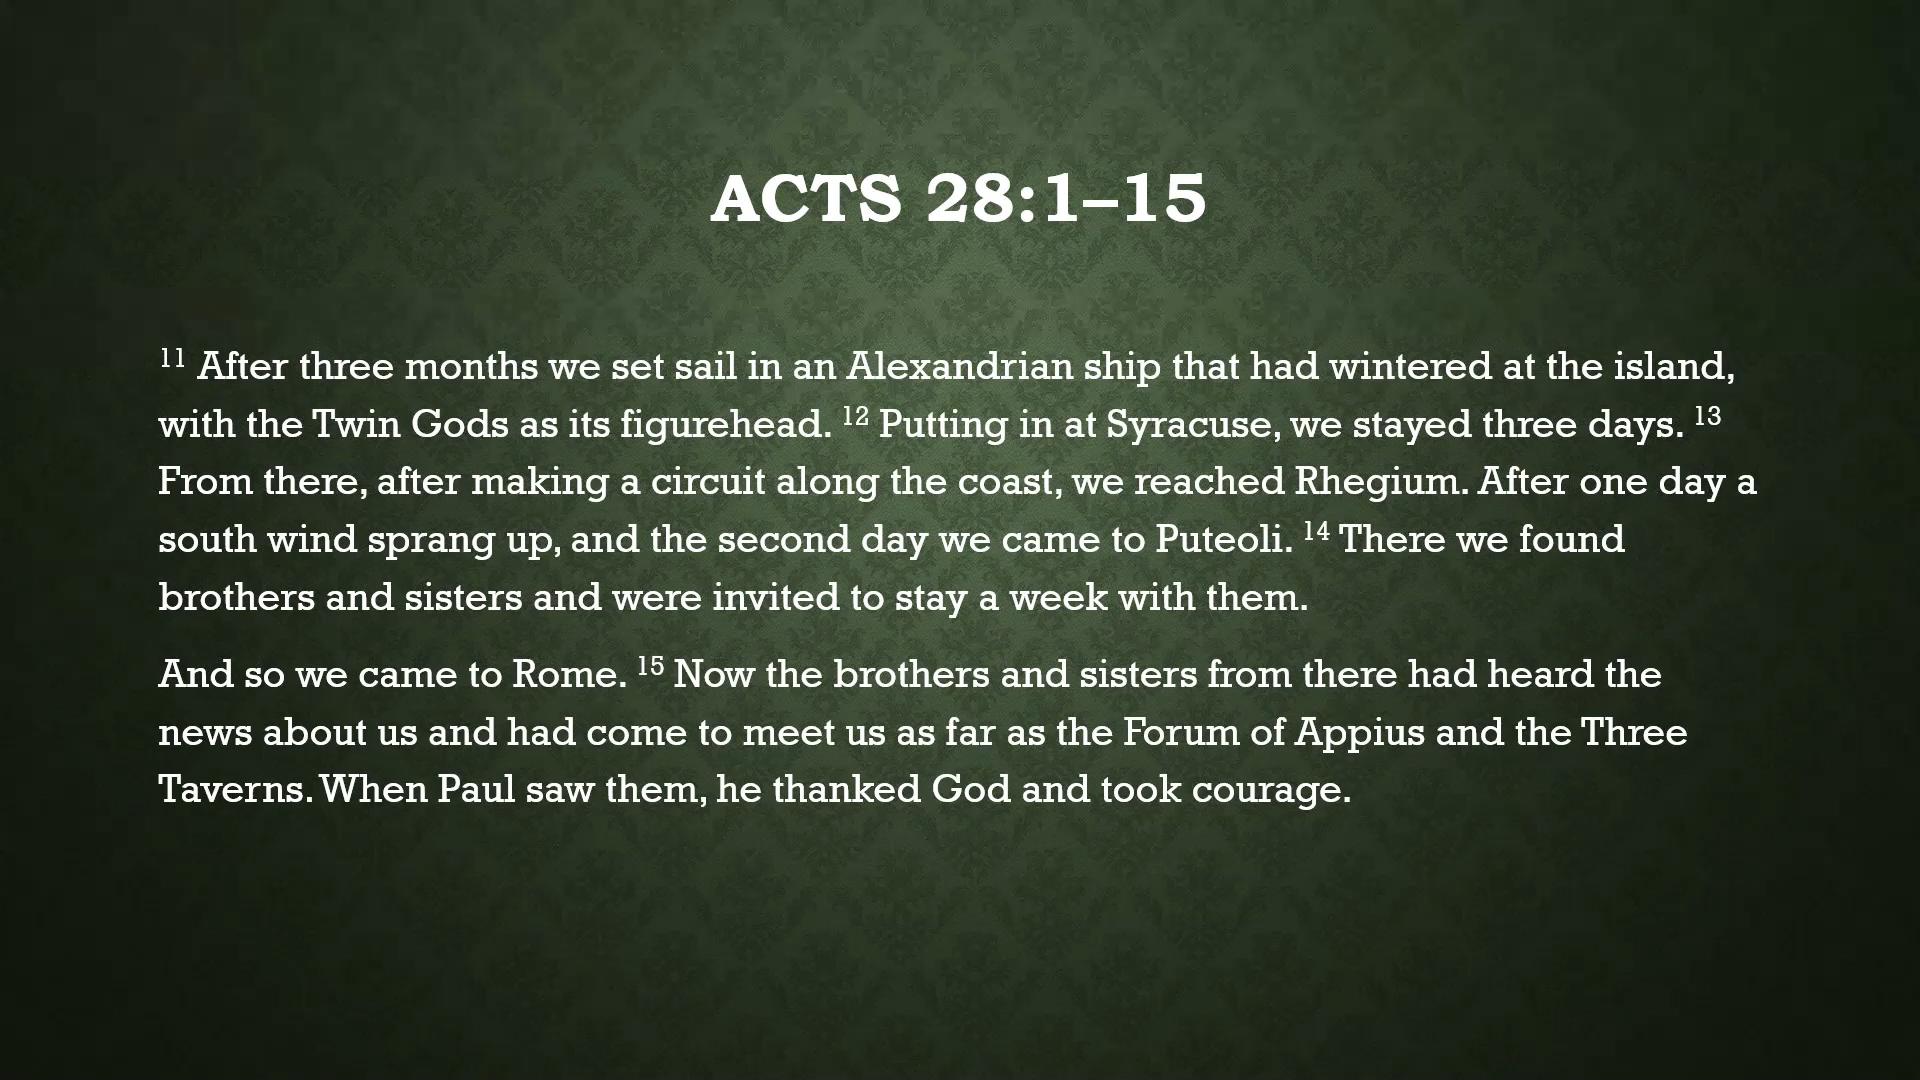 ACTS 28:1–15
11 After three months we set sail in an Alexandrian ship that had wintered at the island,
with the Twin Gods as its figurehead. 12 Putting in at Syracuse, we stayed three days. 13
From there, after making a circuit along the coast, we reached Rhegium. After one day a
south wind sprang up, and the second day we came to Puteoli. 14 There we found
brothers and sisters and were invited to stay a week with them.
And so we came to Rome. 15 Now the brothers and sisters from there had heard the
news about us and had come to meet us as far as the Forum of Appius and the Three
Taverns. When Paul saw them, he thanked God and took courage.